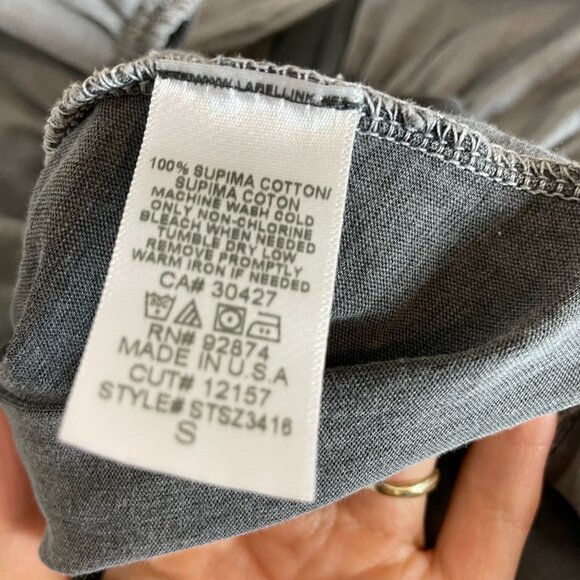 LABELLINK
100% SUPIMA COTTON/
SUPIMA COTON
MACHINE WASH COLD
ONLY NON-CHLORINE
BLEACH WHEN NEEDED
TUMBLE DRY LOW
REMOVE PROMPTLY
WARM IRON IF NEEDED
CA# 30427
RN# 92874
MADE IN U.S.A
CUT# 12157
STYLE# STSZ3416
S